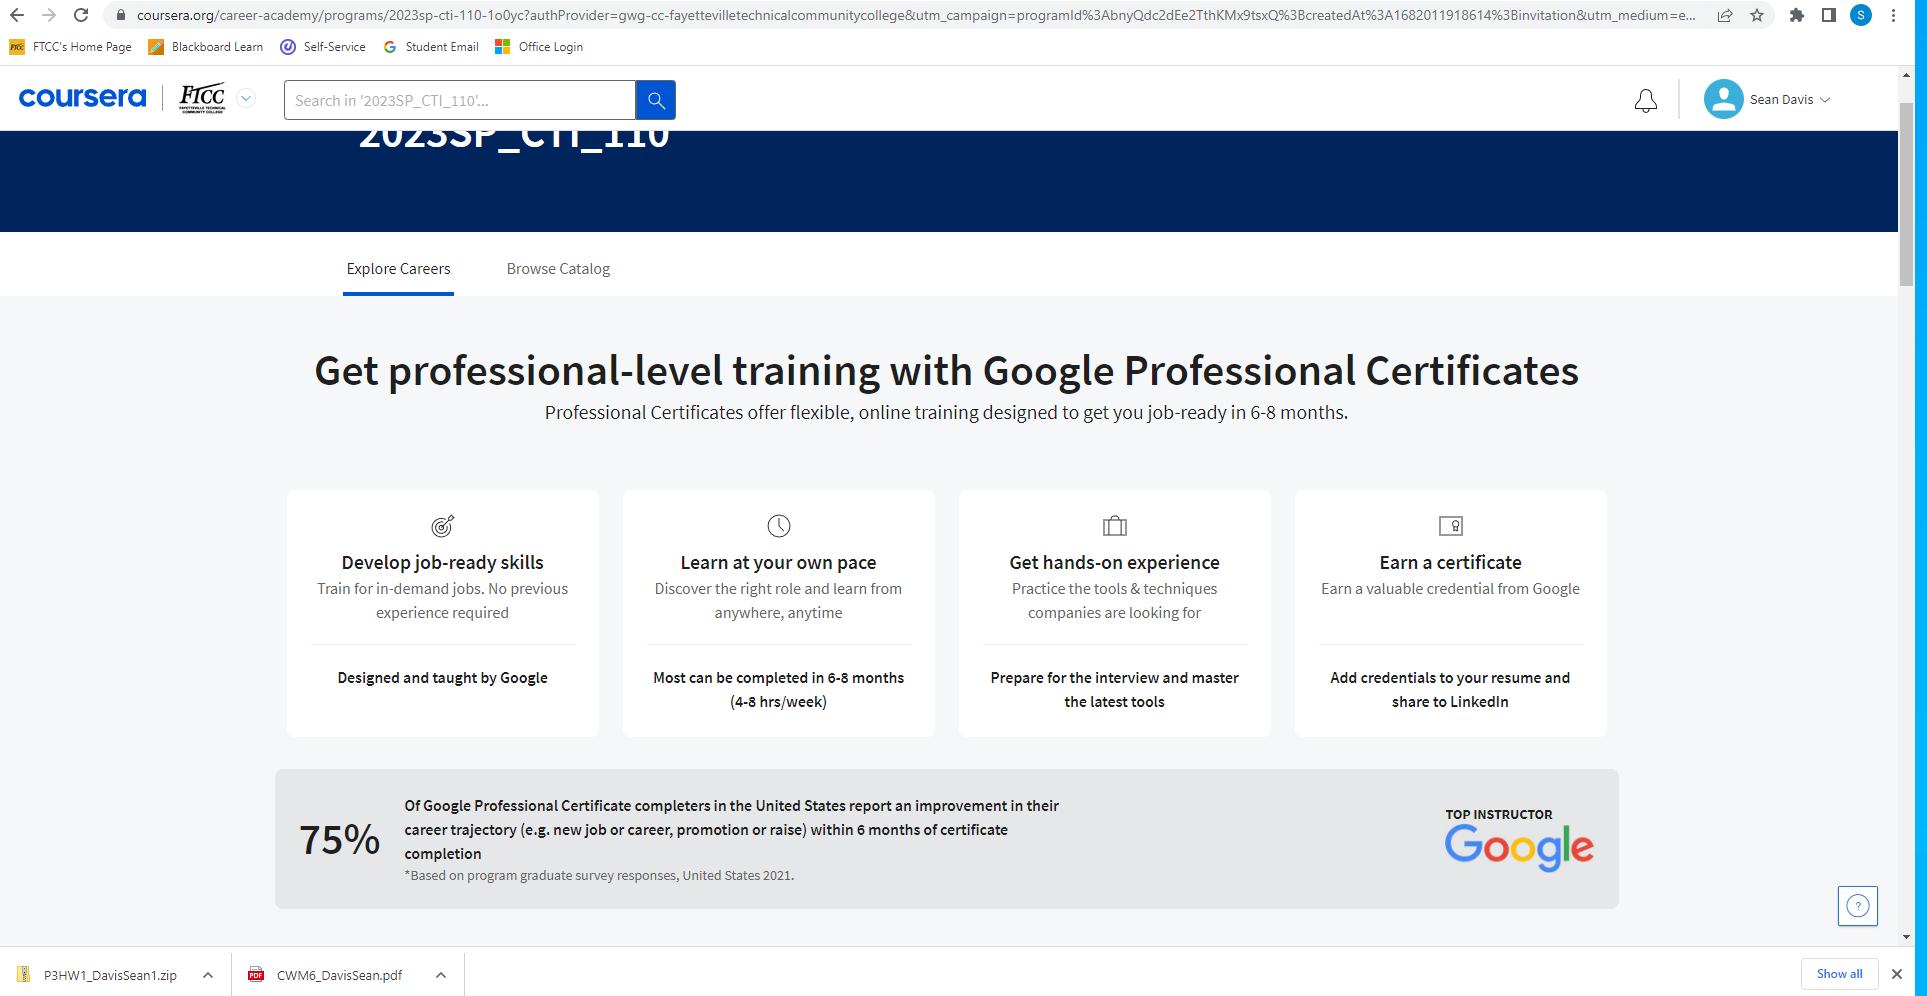 coursera.org/career-academy/programs/2023sp-cti-110-1o0yc?authProvider=gwg-cc-fayettevilletechnicalcommunitycollege&utm_campaign=programId%3AbnyQdc2dEe2TthKMx9tsxQ%3BcreatedAt%3A1682011918614%3Binvitation&utm_medium=e...
S
FTCC FTCC's Home Page Blackboard Learn Self-Service Student Email Office Login
coursera FTCC FAYETTEVILLE TECHNICAL COMMUNITY COLLEGE Search in '2023SP_CTI_110'... Sean Davis
2023SP_CTI_110
Explore Careers Browse Catalog
Get professional-level training with Google Professional Certificates
Professional Certificates offer flexible, online training designed to get you job-ready in 6-8 months.
Develop job-ready skills
Train for in-demand jobs. No previous
experience required
Designed and taught by Google
Learn at your own pace
Discover the right role and learn from
anywhere, anytime
Most can be completed in 6-8 months
(4-8 hrs/week)
Get hands-on experience
Practice the tools & techniques
companies are looking for
Prepare for the interview and master
the latest tools
Earn a certificate
Earn a valuable credential from Google
Add credentials to your resume and
share to LinkedIn
75%
Of Google Professional Certificate completers in the United States report an improvement in their
career trajectory (e.g. new job or career, promotion or raise) within 6 months of certificate
completion
*Based on program graduate survey responses, United States 2021.
TOP INSTRUCTOR
Google
?
P3HW1_DavisSean1.zip PDF CWM6_DavisSean.pdf Show all